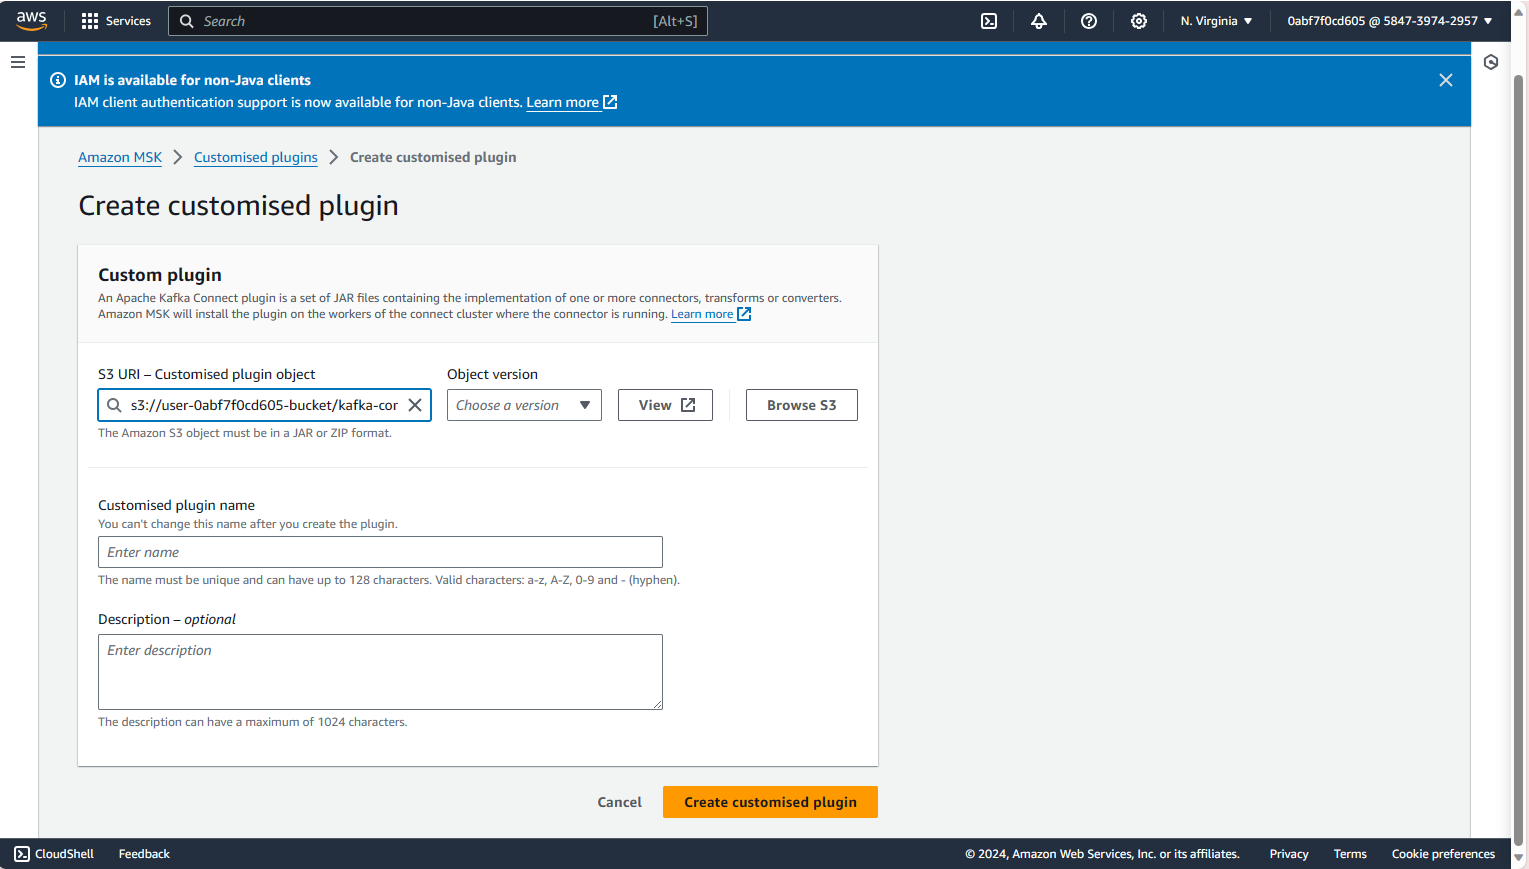 aws Services Search [Alt+S] N. Virginia 0abf7f0cd605 @ 5847-3974-2957
IAM is available for non-Java clients
IAM client authentication support is now available for non-Java clients. Learn more
Amazon MSK Customised plugins Create customised plugin
Create customised plugin
Custom plugin
An Apache Kafka Connect plugin is a set of JAR files containing the implementation of one or more connectors, transforms or converters.
Amazon MSK will install the plugin on the workers of the connect cluster where the connector is running. Learn more
S3 URI – Customised plugin object Object version
s3://user-0abf7f0cd605-bucket/kafka-cor Choose a version View Browse S3
The Amazon S3 object must be in a JAR or ZIP format.
Customised plugin name
You can't change this name after you create the plugin.
Enter name
The name must be unique and can have up to 128 characters. Valid characters: a-z, A-Z, 0-9 and - (hyphen).
Description – optional
Enter description
The description can have a maximum of 1024 characters.
Cancel Create customised plugin
CloudShell Feedback © 2024, Amazon Web Services, Inc. or its affiliates. Privacy Terms Cookie preferences